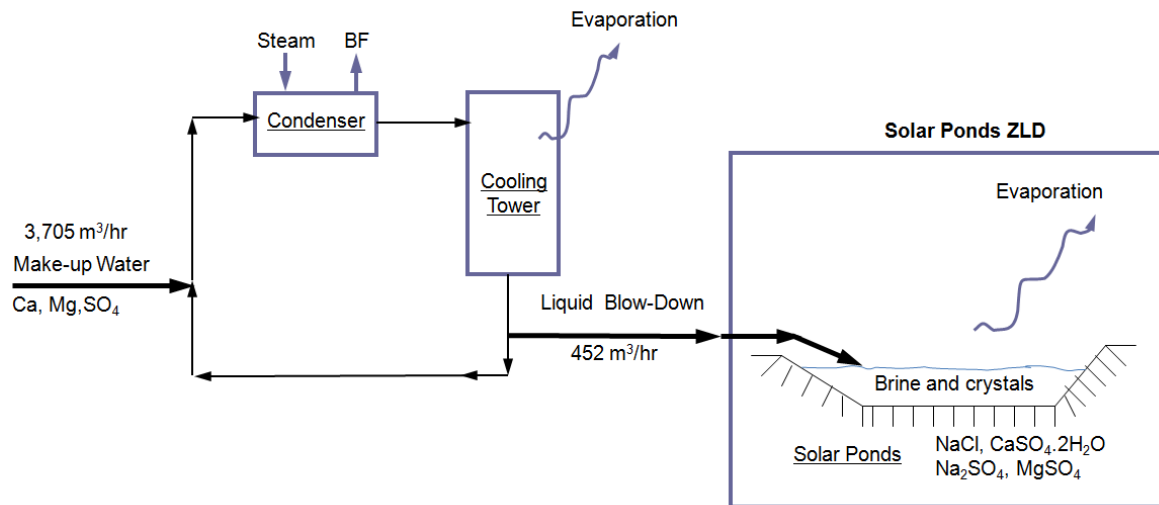 Evaporation
Steam
BF
Condenser
Cooling
Tower
3,705 m³/hr
Make-up Water
Ca, Mg,SO₄
Liquid Blow-Down
452 m³/hr
Solar Ponds ZLD
Evaporation
Brine and crystals
Solar Ponds
NaCl, CaSO₄.2H₂O
Na₂SO₄, MgSO₄